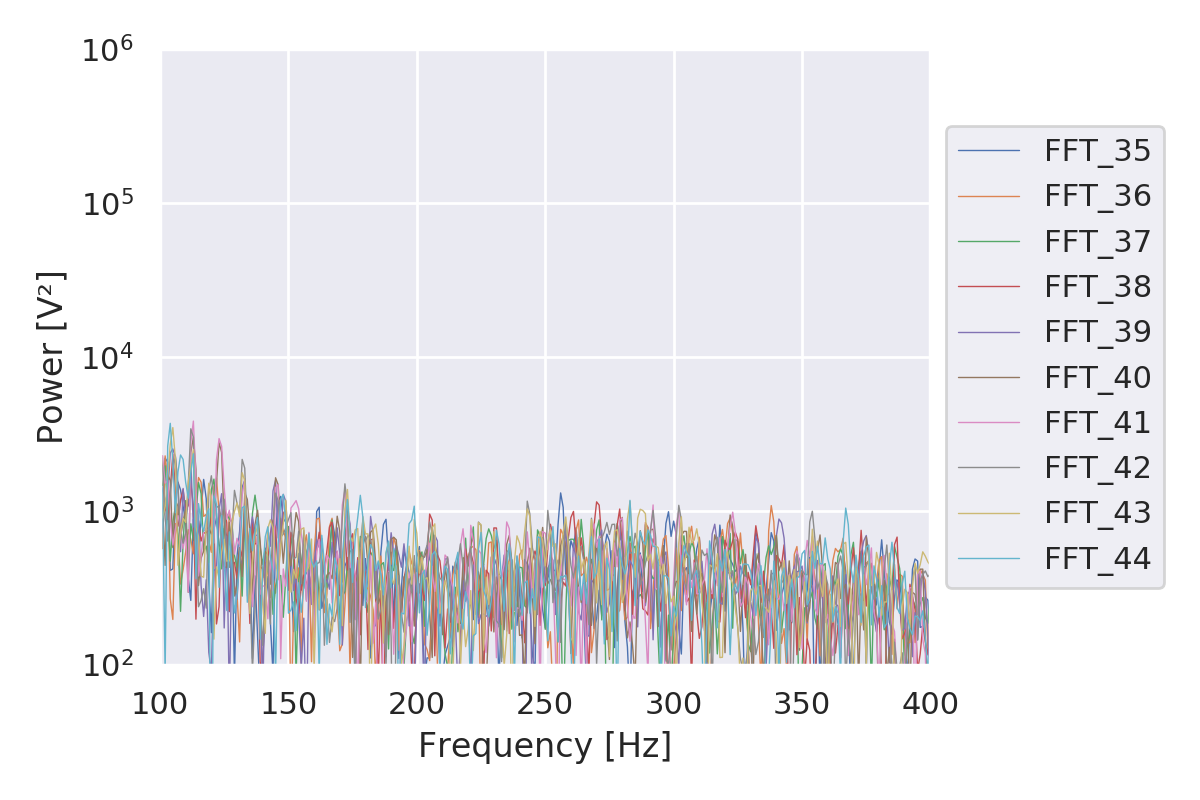 10⁶
10⁵
10⁴
10³
10²
Power [V²]
100 150 200 250 300 350 400
Frequency [Hz]
FFT_35
FFT_36
FFT_37
FFT_38
FFT_39
FFT_40
FFT_41
FFT_42
FFT_43
FFT_44